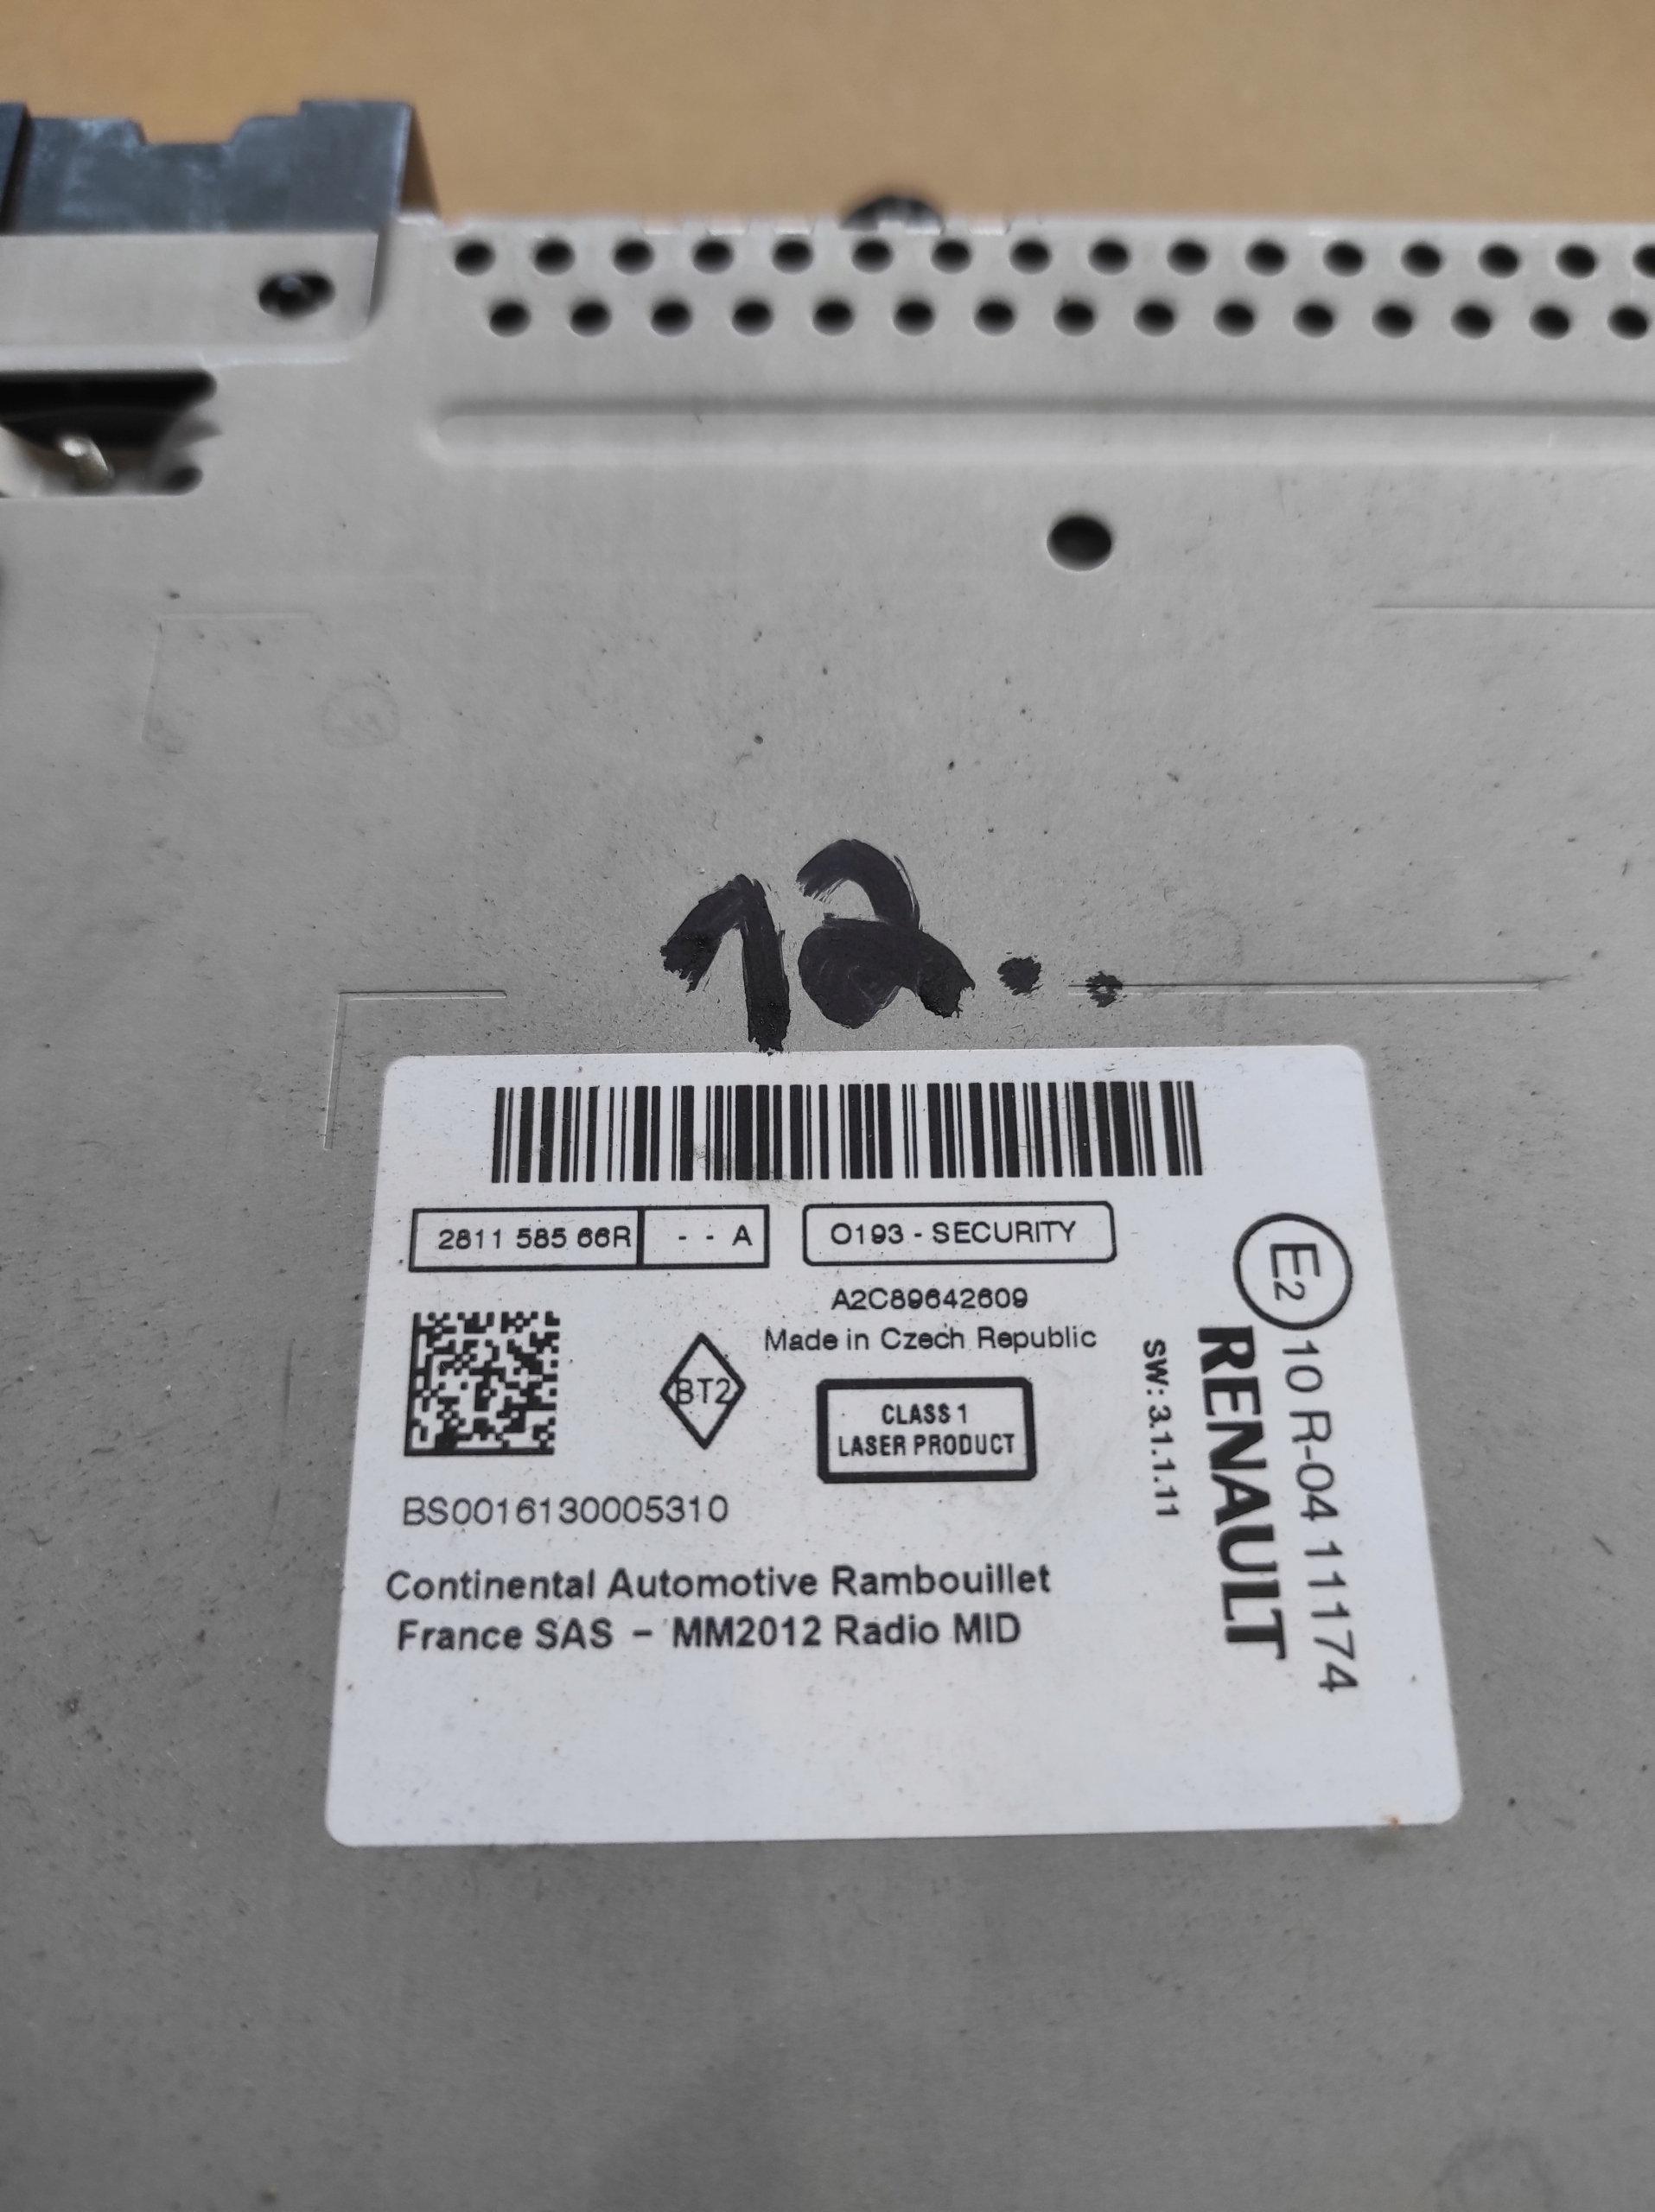 12..
2811 585 66R - - A
O193 - SECURITY
A2C89642609
Made in Czech Republic
BT2
CLASS 1
LASER PRODUCT
BS0016130005310
Continental Automotive Rambouillet
France SAS – MM2012 Radio MID
SW: 3.1.1.11
RENAULT
E2 10 R-04 11174